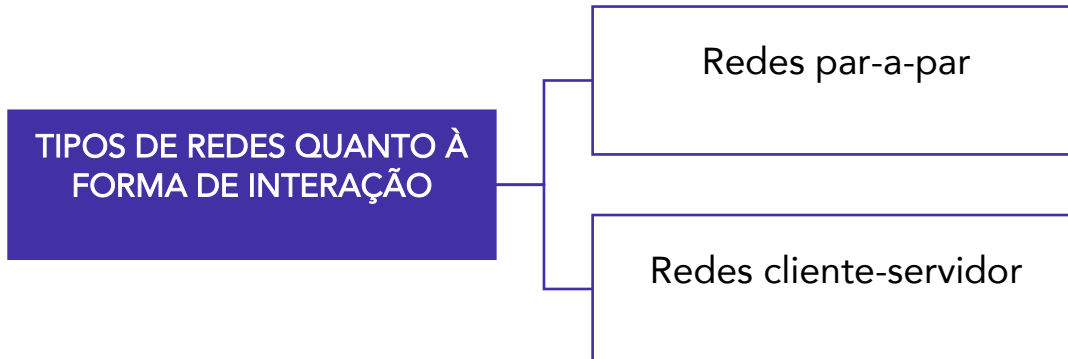 TIPOS DE REDES QUANTO À
FORMA DE INTERAÇÃO
Redes par-a-par
Redes cliente-servidor